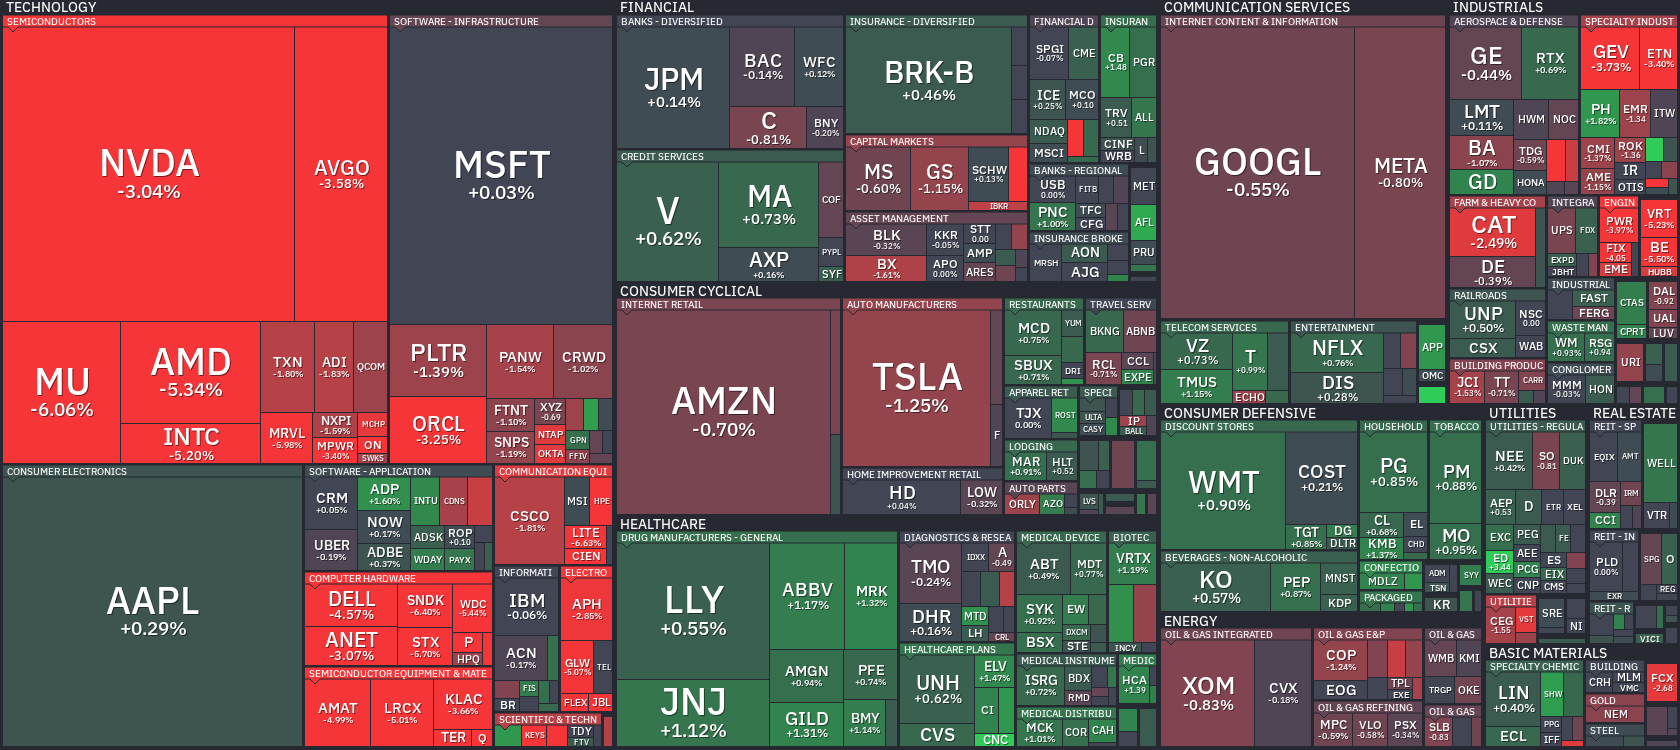 TECHNOLOGY
SEMICONDUCTORS
NVDA
-3.04%
AVGO
-3.58%
MU
-6.06%
AMD
-5.34%
INTC
-5.20%
TXN
-1.80%
ADI
-1.83%
QCOM
MRVL
-5.98%
NXPI
-1.59%
MCHP
MPWR
-3.40%
ON
SWKS
SOFTWARE - INFRASTRUCTURE
MSFT
+0.03%
PLTR
-1.39%
PANW
-1.54%
CRWD
-1.02%
ORCL
-3.25%
FTNT
-1.10%
XYZ
-0.69
SNPS
-1.19%
NTAP
OKTA
GPN
FFIV
CONSUMER ELECTRONICS
AAPL
+0.29%
SOFTWARE - APPLICATION
CRM
+0.05%
ADP
+1.60%
INTU
CDNS
UBER
-0.19%
NOW
+0.17%
ADBE
+0.37%
ADSK
ROP
+0.10
WDAY
PAYX
COMMUNICATION EQUI
CSCO
-1.81%
MSI
HPE
LITE
-6.63%
CIEN
COMPUTER HARDWARE
DELL
-4.57%
ANET
-3.07%
SNDK
-6.40%
WDC
-5.44%
STX
-5.70%
P
HPQ
INFORMATI
IBM
-0.06%
ACN
-0.17%
FIS
BR
ELECTRO
APH
-2.85%
GLW
-5.07%
TEL
FLEX
JBL
SEMICONDUCTOR EQUIPMENT & MATE
AMAT
-4.99%
LRCX
-5.01%
KLAC
-3.66%
TER
Q
SCIENTIFIC & TECHN
KEYS
TDY
FTV
FINANCIAL
BANKS - DIVERSIFIED
JPM
+0.14%
BAC
-0.14%
WFC
+0.12%
C
-0.81%
BNY
-0.20%
CREDIT SERVICES
V
+0.62%
MA
+0.73%
COF
AXP
+0.16%
PYPL
SYF
INSURANCE - DIVERSIFIED
BRK-B
+0.46%
CAPITAL MARKETS
MS
-0.60%
GS
-1.15%
SCHW
+0.13%
IBKR
ASSET MANAGEMENT
BLK
-0.32%
BX
-1.61%
KKR
-0.05%
APO
0.00%
STT
0.00
AMP
ARES
FINANCIAL D
SPGI
-0.07%
CME
ICE
+0.25%
MCO
+0.10
NDAQ
MSCI
INSURAN
CB
+1.48
PGR
TRV
+0.51
ALL
CINF
WRB
L
BANKS - REGIONAL
USB
0.00%
FITB
PNC
+1.00%
TFC
CFG
MET
AFL
PRU
INSURANCE BROKE
MRSH
AON
AJG
CONSUMER CYCLICAL
INTERNET RETAIL
AMZN
-0.70%
AUTO MANUFACTURERS
TSLA
-1.25%
F
HOME IMPROVEMENT RETAIL
HD
+0.04%
LOW
-0.32%
RESTAURANTS
MCD
+0.75%
YUM
SBUX
+0.71%
DRI
TRAVEL SERV
BKNG
ABNB
RCL
-0.71%
CCL
EXPE
APPAREL RET
TJX
0.00%
ROST
SPECI
ULTA
CASY
IP
BALL
LODGING
MAR
+0.91%
HLT
+0.52
AUTO PARTS
ORLY
AZO
LVS
HEALTHCARE
DRUG MANUFACTURERS - GENERAL
LLY
+0.55%
JNJ
+1.12%
ABBV
+1.17%
MRK
+1.32%
AMGN
+0.94%
PFE
+0.74%
GILD
+1.31%
BMY
+1.14%
DIAGNOSTICS & RESEA
TMO
-0.24%
IDXX
A
-0.49
DHR
+0.16%
MTD
LH
CRL
HEALTHCARE PLANS
UNH
+0.62%
ELV
+1.47%
CI
CVS
CNC
MEDICAL DEVICE
ABT
+0.49%
MDT
+0.77%
SYK
+0.92%
EW
DXCM
BSX
STE
BIOTEC
VRTX
+1.19%
INCY
MEDICAL INSTRUME
ISRG
+0.72%
BDX
RMD
MEDIC
HCA
+1.39
MEDICAL DISTRIBU
MCK
+1.01%
COR
CAH
COMMUNICATION SERVICES
INTERNET CONTENT & INFORMATION
GOOGL
-0.55%
META
-0.80%
TELECOM SERVICES
VZ
+0.73%
T
+0.99%
TMUS
+1.15%
ECHO
ENTERTAINMENT
NFLX
+0.76%
DIS
+0.28%
APP
OMC
INDUSTRIALS
AEROSPACE & DEFENSE
GE
-0.44%
RTX
+0.69%
LMT
+0.11%
HWM
NOC
BA
-1.07%
TDG
-0.59%
GD
HONA
SPECIALTY INDUST
GEV
-3.73%
ETN
-3.40%
PH
+1.82%
EMR
-1.34
ITW
CMI
-1.37%
ROK
-1.36
AME
-1.15%
IR
OTIS
FARM & HEAVY CO
CAT
-2.49%
DE
-0.39%
INTEGRA
UPS
FDX
EXPD
JBHT
ENGIN
PWR
-3.97%
FIX
-4.05
EME
VRT
-5.23%
BE
-5.50%
HUBB
RAILROADS
UNP
+0.50%
NSC
0.00
CSX
WAB
INDUSTRIAL
FAST
FERG
CTAS
CPRT
DAL
-0.92
UAL
LUV
WASTE MAN
WM
+0.93%
RSG
+0.94
BUILDING PRODUC
JCI
-1.53%
TT
-0.71%
CARR
CONGLOMER
MMM
-0.03%
HON
URI
CONSUMER DEFENSIVE
DISCOUNT STORES
WMT
+0.90%
COST
+0.21%
TGT
+0.85%
DG
DLTR
HOUSEHOLD
PG
+0.85%
CL
+0.68%
EL
KMB
+1.37%
CHD
TOBACCO
PM
+0.88%
MO
+0.95%
BEVERAGES - NON-ALCOHOLIC
KO
+0.57%
PEP
+0.87%
MNST
KDP
CONFECTIO
MDLZ
ADM
TSN
SYY
PACKAGED
KR
UTILITIES
UTILITIES - REGULA
NEE
+0.42%
SO
-0.81
DUK
AEP
+0.53
D
ETR
XEL
EXC
PEG
FE
ED
+3.44
AEE
ES
PCG
EIX
WEC
CNP
CMS
UTILITIE
CEG
-1.55
VST
SRE
NI
REAL ESTATE
REIT - SP
EQIX
AMT
WELL
DLR
-0.39
IRM
CCI
VTR
REIT - IN
PLD
0.00%
EXR
SPG
O
REG
REIT - R
VICI
ENERGY
OIL & GAS INTEGRATED
XOM
-0.83%
CVX
-0.18%
OIL & GAS E&P
COP
-1.24%
EOG
TPL
EXE
OIL & GAS
WMB
KMI
TRGP
OKE
OIL & GAS REFINING
MPC
-0.59%
VLO
-0.58%
PSX
-0.34%
OIL & GAS
SLB
-0.83
BASIC MATERIALS
SPECIALTY CHEMIC
LIN
+0.40%
SHW
ECL
PPG
IFF
BUILDING
CRH
MLM
VMC
FCX
-2.68
GOLD
NEM
STEEL